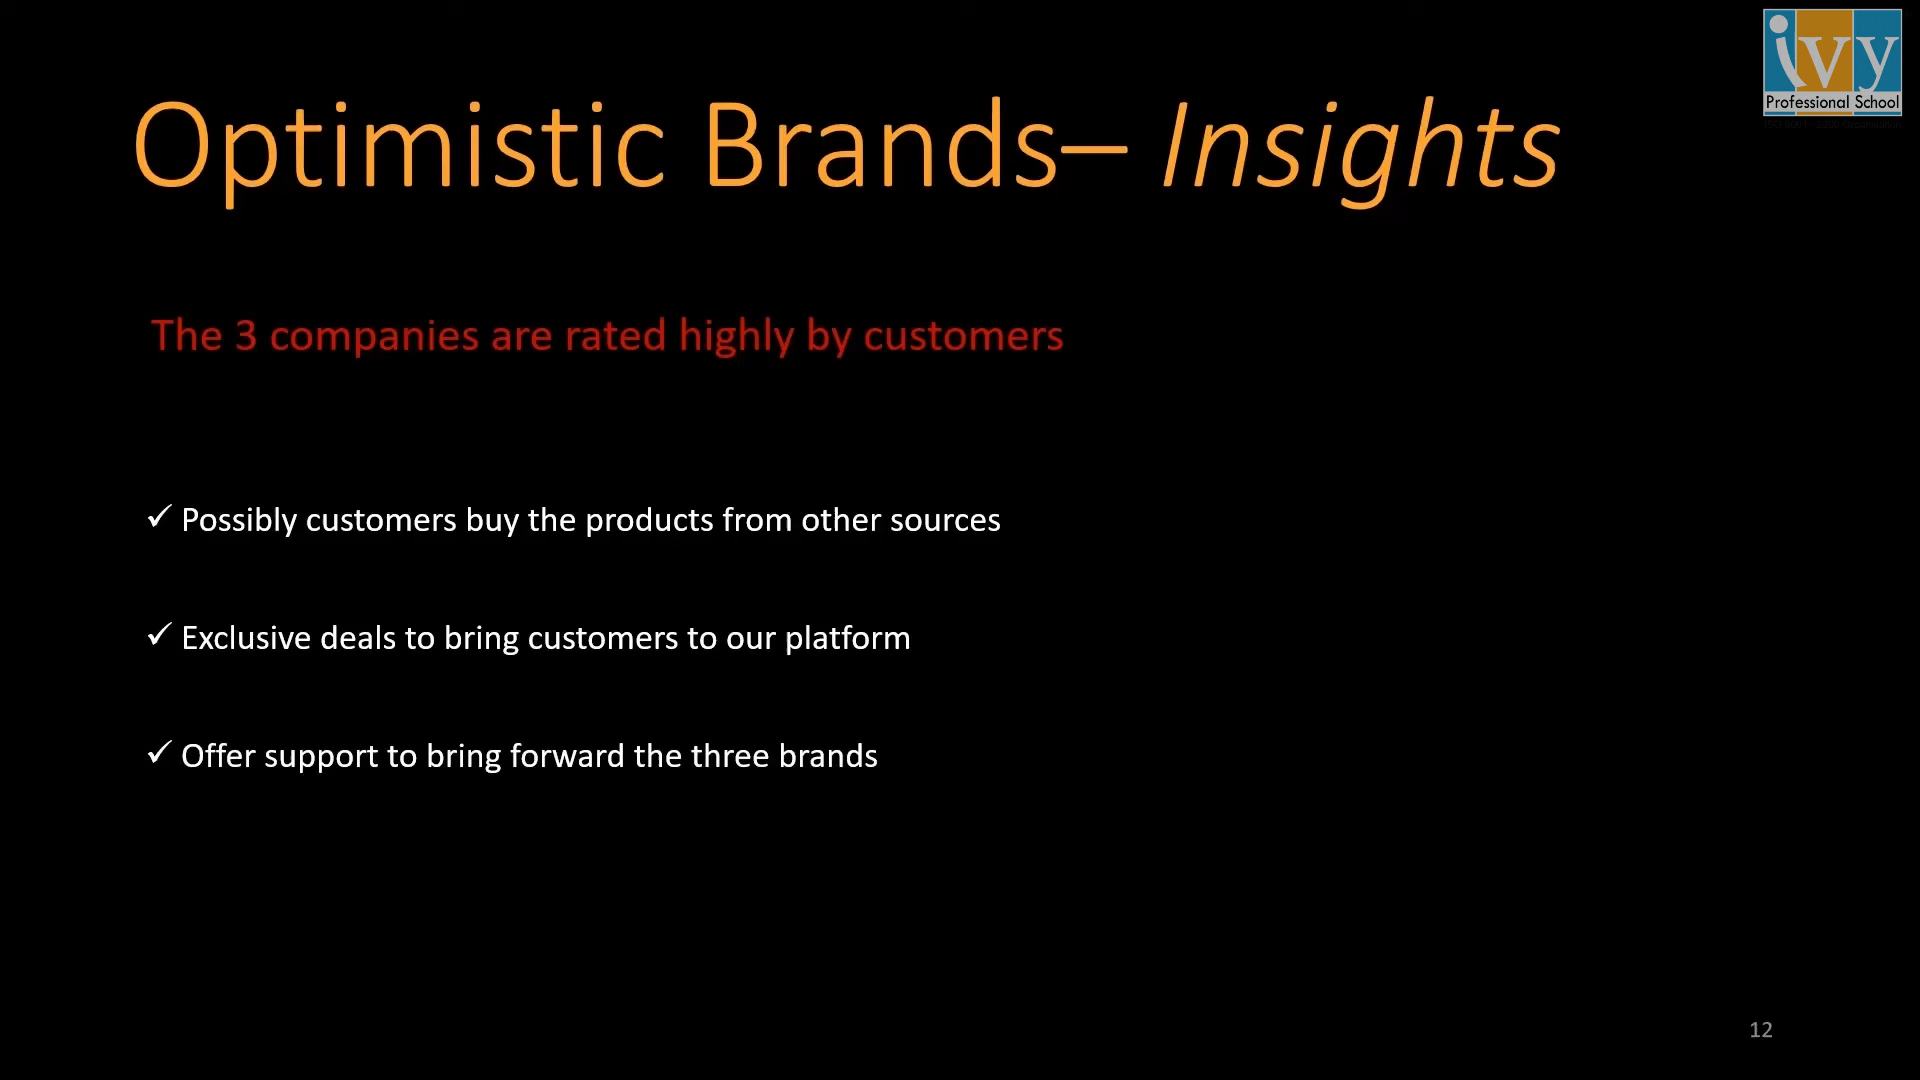 ivy
Professional School
Optimistic Brands– Insights
The 3 companies are rated highly by customers
✓ Possibly customers buy the products from other sources
✓ Exclusive deals to bring customers to our platform
✓ Offer support to bring forward the three brands
12